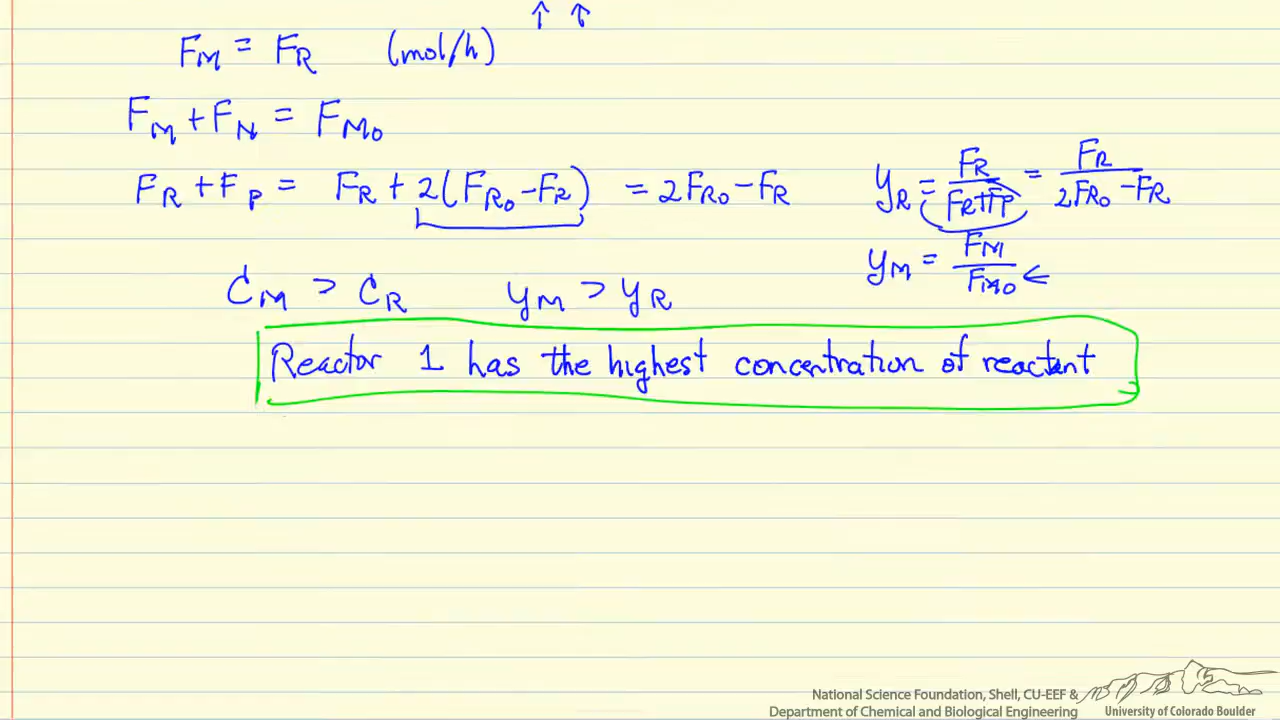 ↑ ↑
F_M = F_R (mol/h)
F_M + F_N = F_M₀
F_R + F_P = F_R + 2(F_R₀ − F_R) = 2F_R₀ − F_R
y_R = F_R / (F_R + F_P) = F_R / (2F_R₀ − F_R)
y_M = F_M / F_M₀ ←
C_M > C_R y_M > y_R
Reactor 1 has the highest concentration of reactant
National Science Foundation, Shell, CU-EEF &
Department of Chemical and Biological Engineering
University of Colorado Boulder